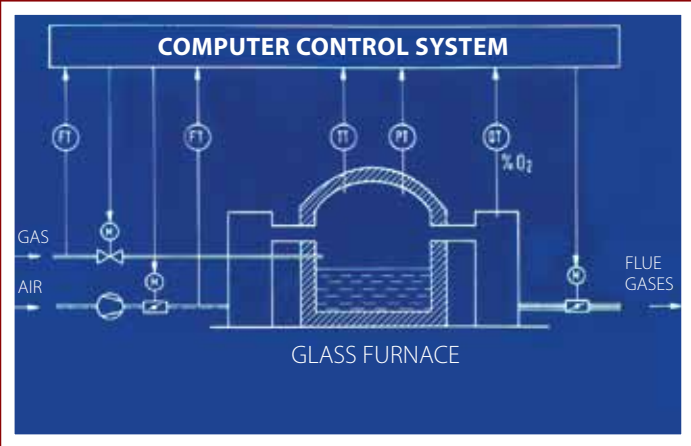 COMPUTER CONTROL SYSTEM
FT
FT
TT
PT
QT
%O₂
GAS
M
AIR
M
M
FLUE
GASES
GLASS FURNACE